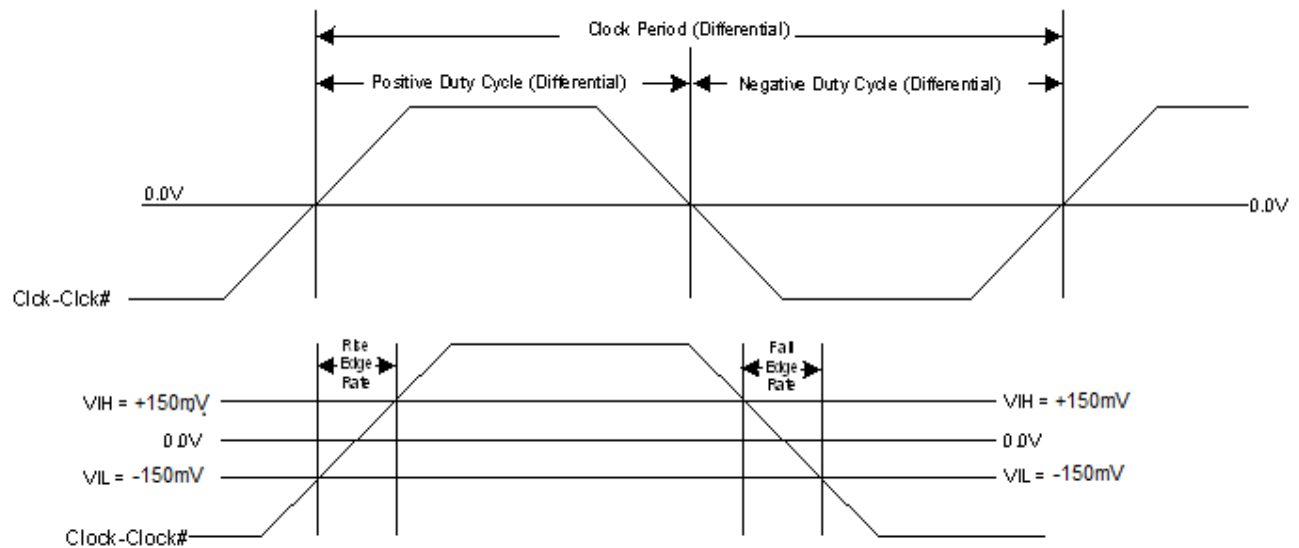 Clock Period (Differential)
Positive Duty Cycle (Differential)
Negative Duty Cycle (Differential)
0.0V
0.0V
Clck-Clck#
Rise
Edge
Rate
Fall
Edge
Rate
VIH = +150mV
VIH = +150mV
0.0V
0.0V
VIL = -150mV
VIL = -150mV
Clock-Clock#